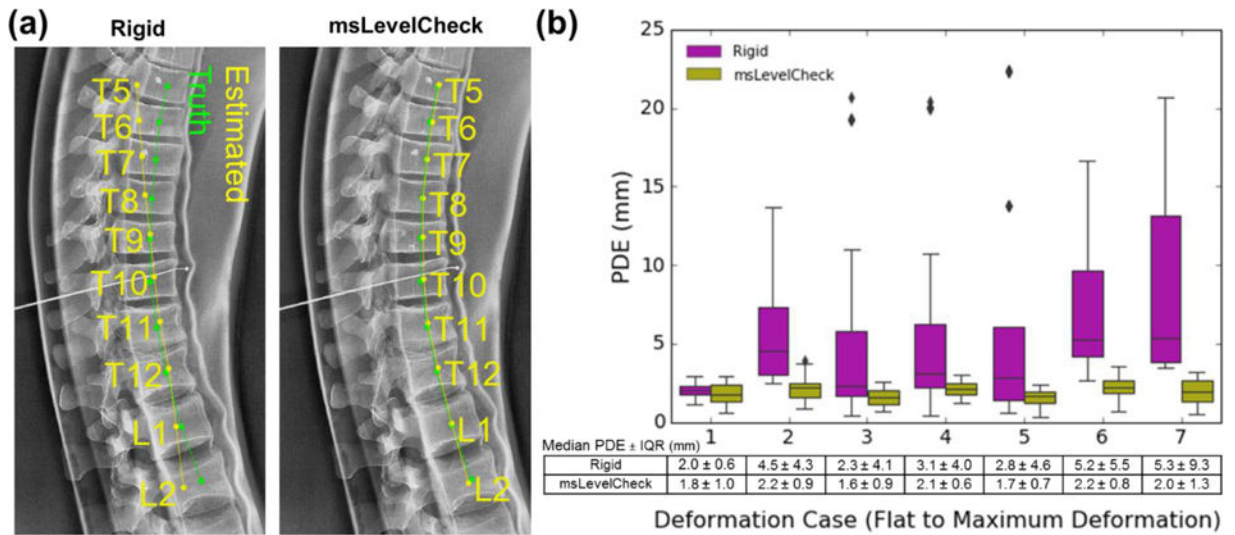 (a)
Rigid
Truth
Estimated
T5
T6
T7
T8
T9
T10
T11
T12
L1
L2
msLevelCheck
T5
T6
T7
T8
T9
T10
T11
T12
L1
L2
(b)
Rigid
msLevelCheck
PDE (mm)
25
20
15
10
5
0
1 2 3 4 5 6 7
Median PDE ± IQR (mm)
Rigid 2.0 ± 0.6 4.5 ± 4.3 2.3 ± 4.1 3.1 ± 4.0 2.8 ± 4.6 5.2 ± 5.5 5.3 ± 9.3
msLevelCheck 1.8 ± 1.0 2.2 ± 0.9 1.6 ± 0.9 2.1 ± 0.6 1.7 ± 0.7 2.2 ± 0.8 2.0 ± 1.3
Deformation Case (Flat to Maximum Deformation)